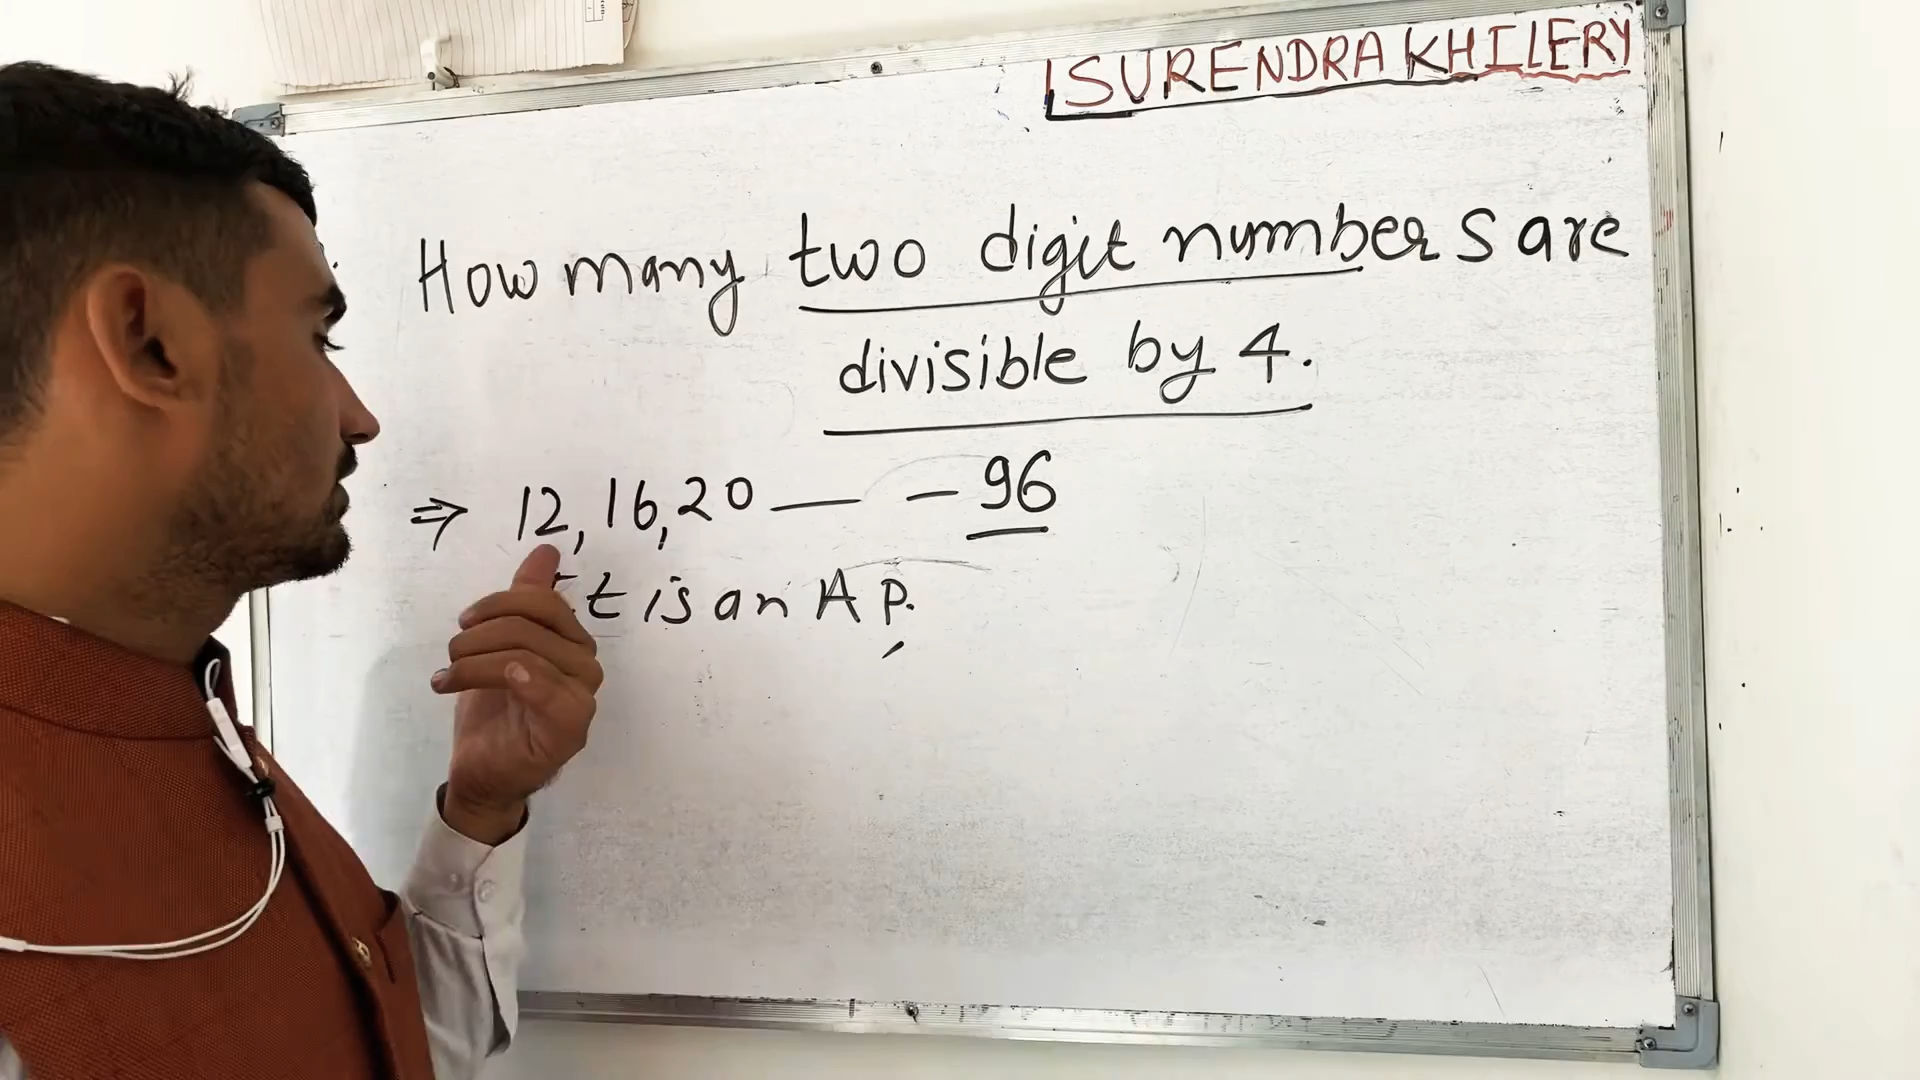 SURENDRA KHILERY
How many two digit numbers are
divisible by 4.
⇒ 12, 16, 20 — – 96
It is an A P.